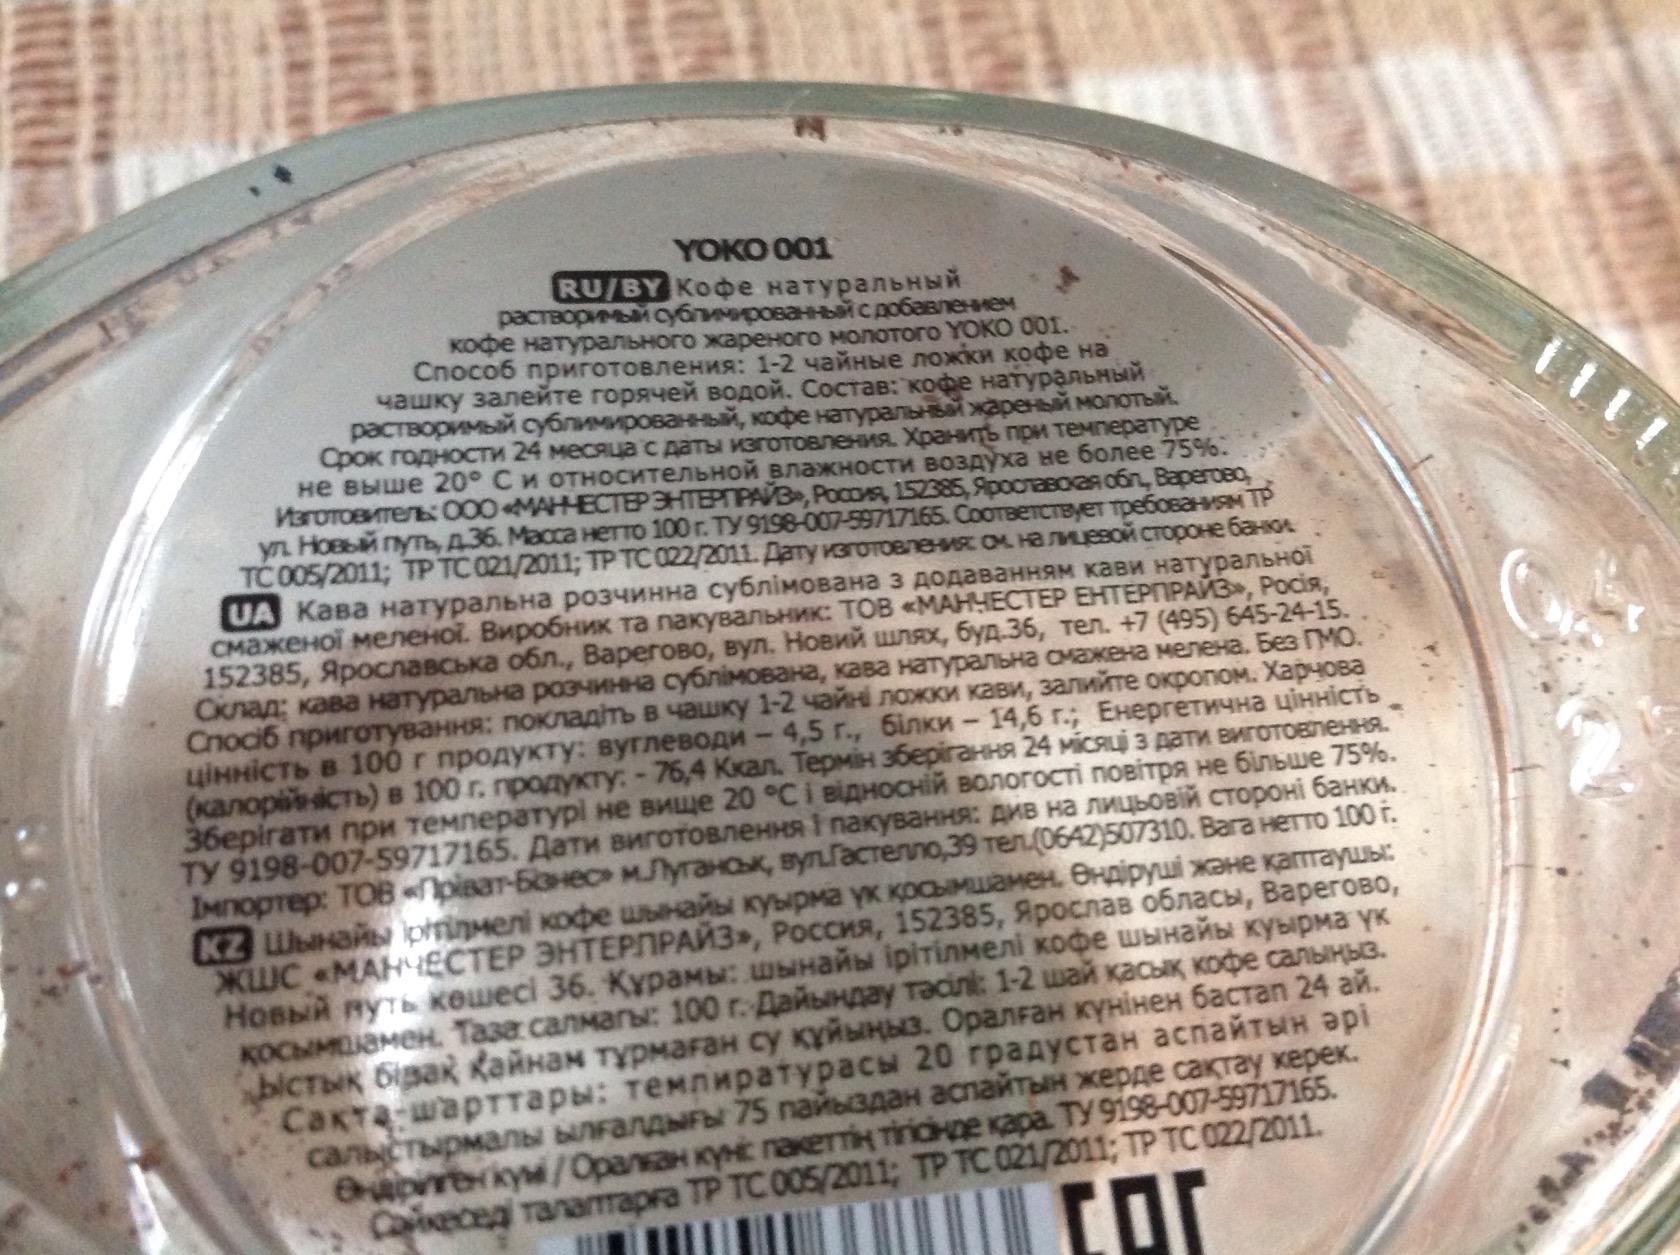 YOKO 001
RU/BY Кофе натуральный
растворимый сублимированный с добавлением
кофе натурального жареного молотого YOKO 001.
Способ приготовления: 1-2 чайные ложки кофе на
чашку залейте горячей водой. Состав: кофе натуральный
растворимый сублимированный, кофе натуральный жареный молотый.
Срок годности 24 месяца с даты изготовления. Хранить при температуре
не выше 20° С и относительной влажности воздуха не более 75%.
Изготовитель: ООО «МАНЧЕСТЕР ЭНТЕРПРАЙЗ», Россия, 152385, Ярославская обл., Варегово,
ул. Новый путь, д.36. Масса нетто 100 г. ТУ 9198-007-59717165. Соответствует требованиям ТР
ТС 005/2011; ТР ТС 021/2011; ТР ТС 022/2011. Дату изготовления: см. на лицевой стороне банки.
UA Кава натуральна розчинна сублімована з додаванням кави натуральної
смаженої меленої. Виробник та пакувальник: ТОВ «МАНЧЕСТЕР ЕНТЕРПРАЙЗ», Росія,
152385, Ярославська обл., Варегово, вул. Новий шлях, буд.36, тел. +7 (495) 645-24-15.
Склад: кава натуральна розчинна сублімована, кава натуральна смажена мелена. Без ГМО.
Спосіб приготування: покладіть в чашку 1-2 чайні ложки кави, залийте окропом. Харчова
цінність в 100 г продукту: вуглеводи – 4,5 г., білки – 14,6 г.; Енергетична цінність
(калорійність) в 100 г. продукту: - 76,4 Ккал. Термін зберігання 24 місяці з дати виготовлення.
Зберігати при температурі не вище 20 °С і відносній вологості повітря не більше 75%.
ТУ 9198-007-59717165. Дати виготовлення і пакування: див на лицьовій стороні банки.
Імпортер: ТОВ «Пріват-Бізнес» м.Луганськ, вул.Гастелло,39 тел.(0642)507310. Вага нетто 100 г.
KZ Шынайы ірітілмелі кофе шынайы куырма үк қосымшамен. Өндіруші және қаптаушы:
ЖШС «МАНЧЕСТЕР ЭНТЕРПРАЙЗ», Россия, 152385, Ярослав обласы, Варегово,
Новый путь көшесі 36. Құрамы: шынайы ірітілмелі кофе шынайы қуырма үк
қосымшамен. Таза салмағы: 100 г. Дайындау тәсілі: 1-2 шай қасық кофе салыңыз.
Ыстық бірақ қайнам тұрмаған су құйыңыз. Оралған күнінен бастап 24 ай.
Сақта-шарттары: темпиратурасы 20 градустан аспайтын әрі
салыстырмалы ылғалдығы 75 пайыздан аспайтын жерде сақтау керек.
Өндірілген күні / Оралған күні: пакеттің тігісінде қара. ТУ 9198-007-59717165.
Сәйкеседі талаптарға ТР ТС 005/2011; ТР ТС 021/2011; ТР ТС 022/2011.
ЕАС
2